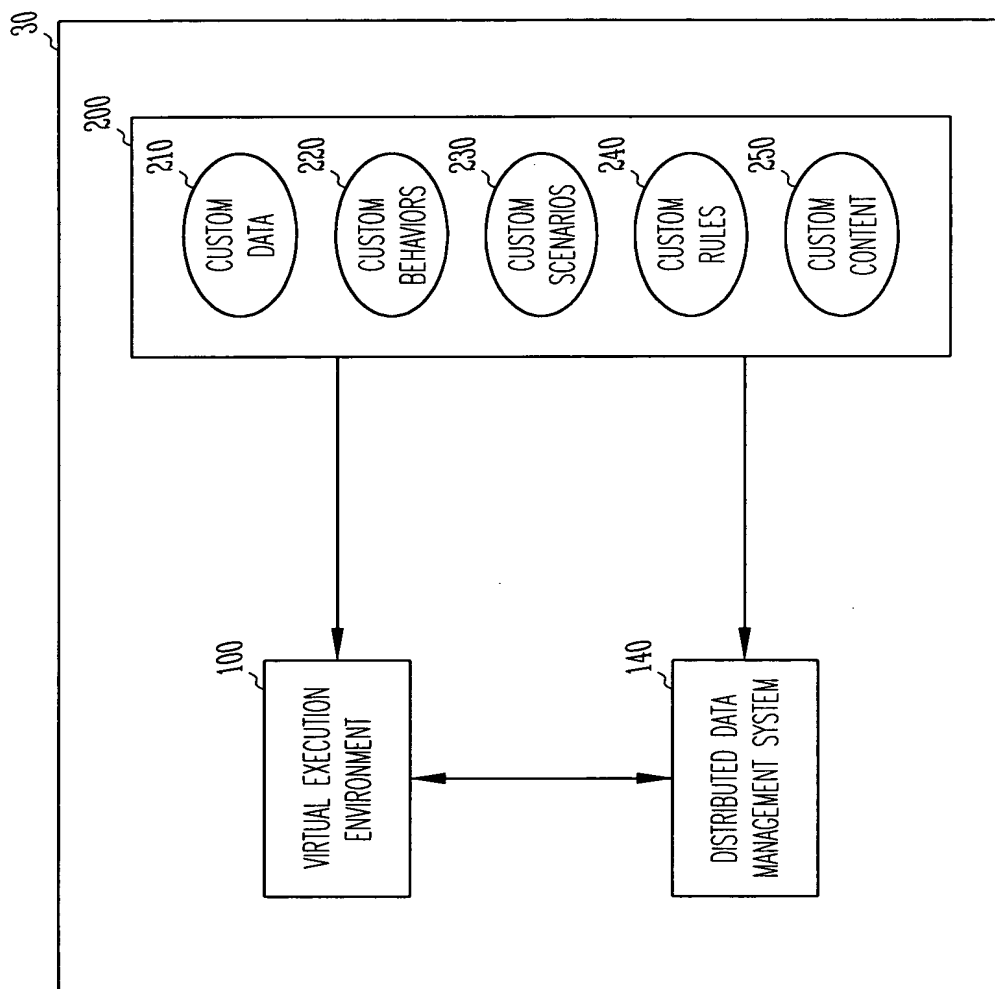 30
200
210
CUSTOM
DATA
220
CUSTOM
BEHAVIORS
100
VIRTUAL EXECUTION
ENVIRONMENT
230
CUSTOM
SCENARIOS
240
CUSTOM
RULES
140
DISTRIBUTED DATA
MANAGEMENT SYSTEM
250
CUSTOM
CONTENT